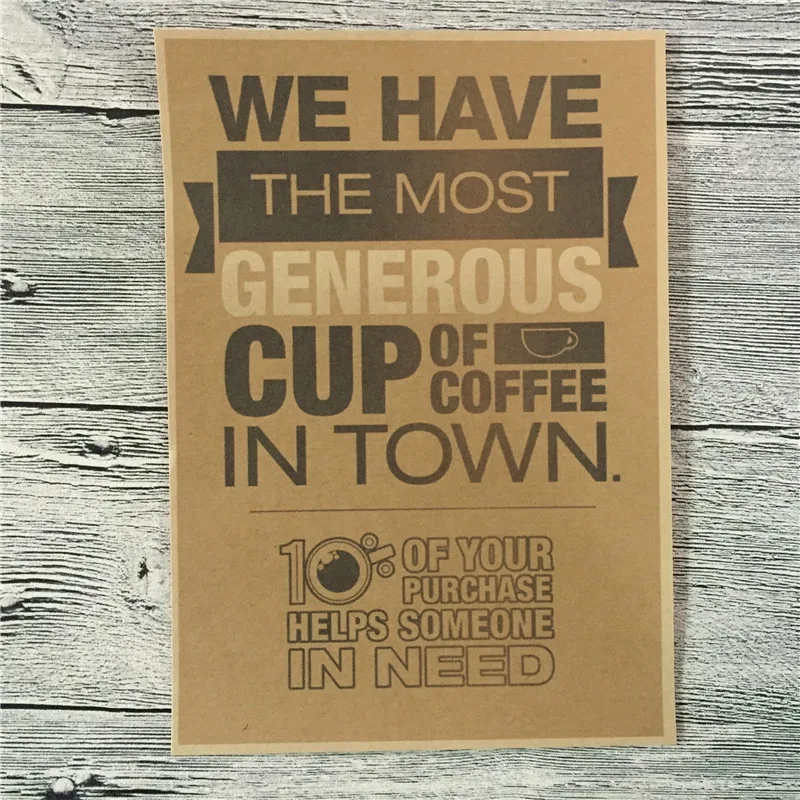 WE HAVE
THE MOST
GENEROUS
CUP OF
COFFEE
IN TOWN.
10% OF YOUR
PURCHASE
HELPS SOMEONE
IN NEED